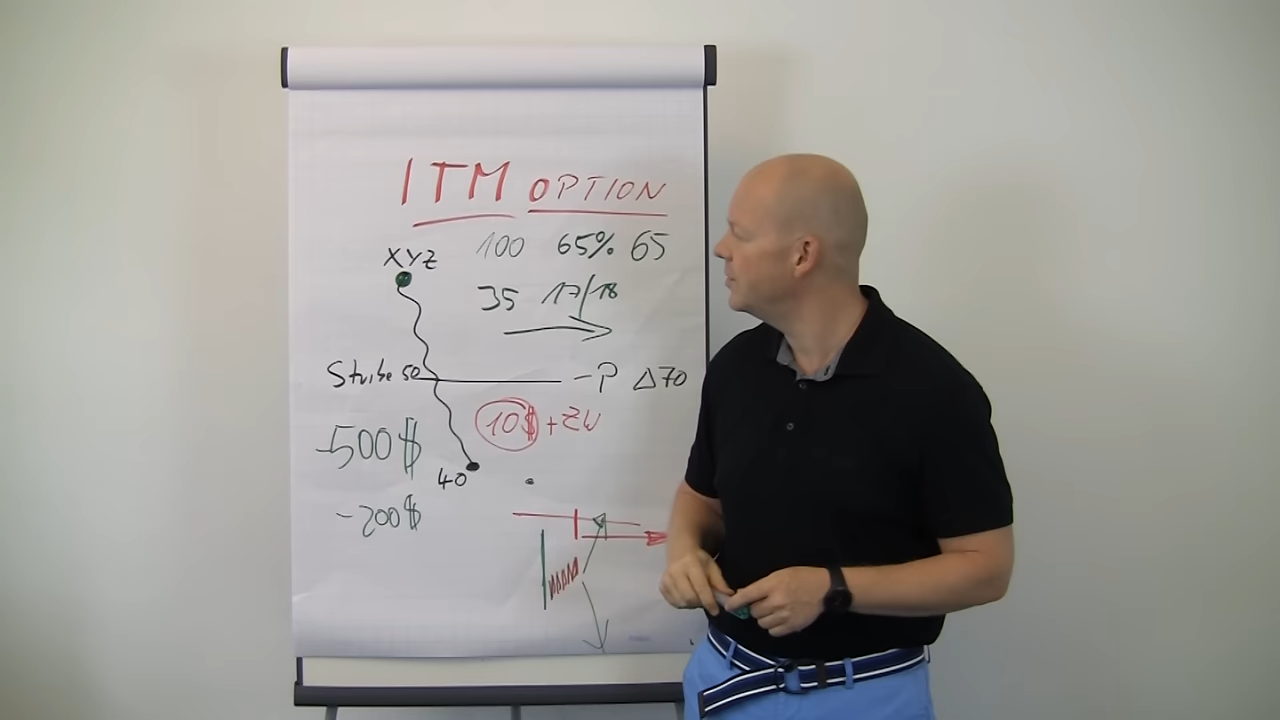 ITM OPTION
XYZ 100 65% 65
35 17/18
Strike 50 -P Δ70
10$ + ZW
-500$
40
-200$